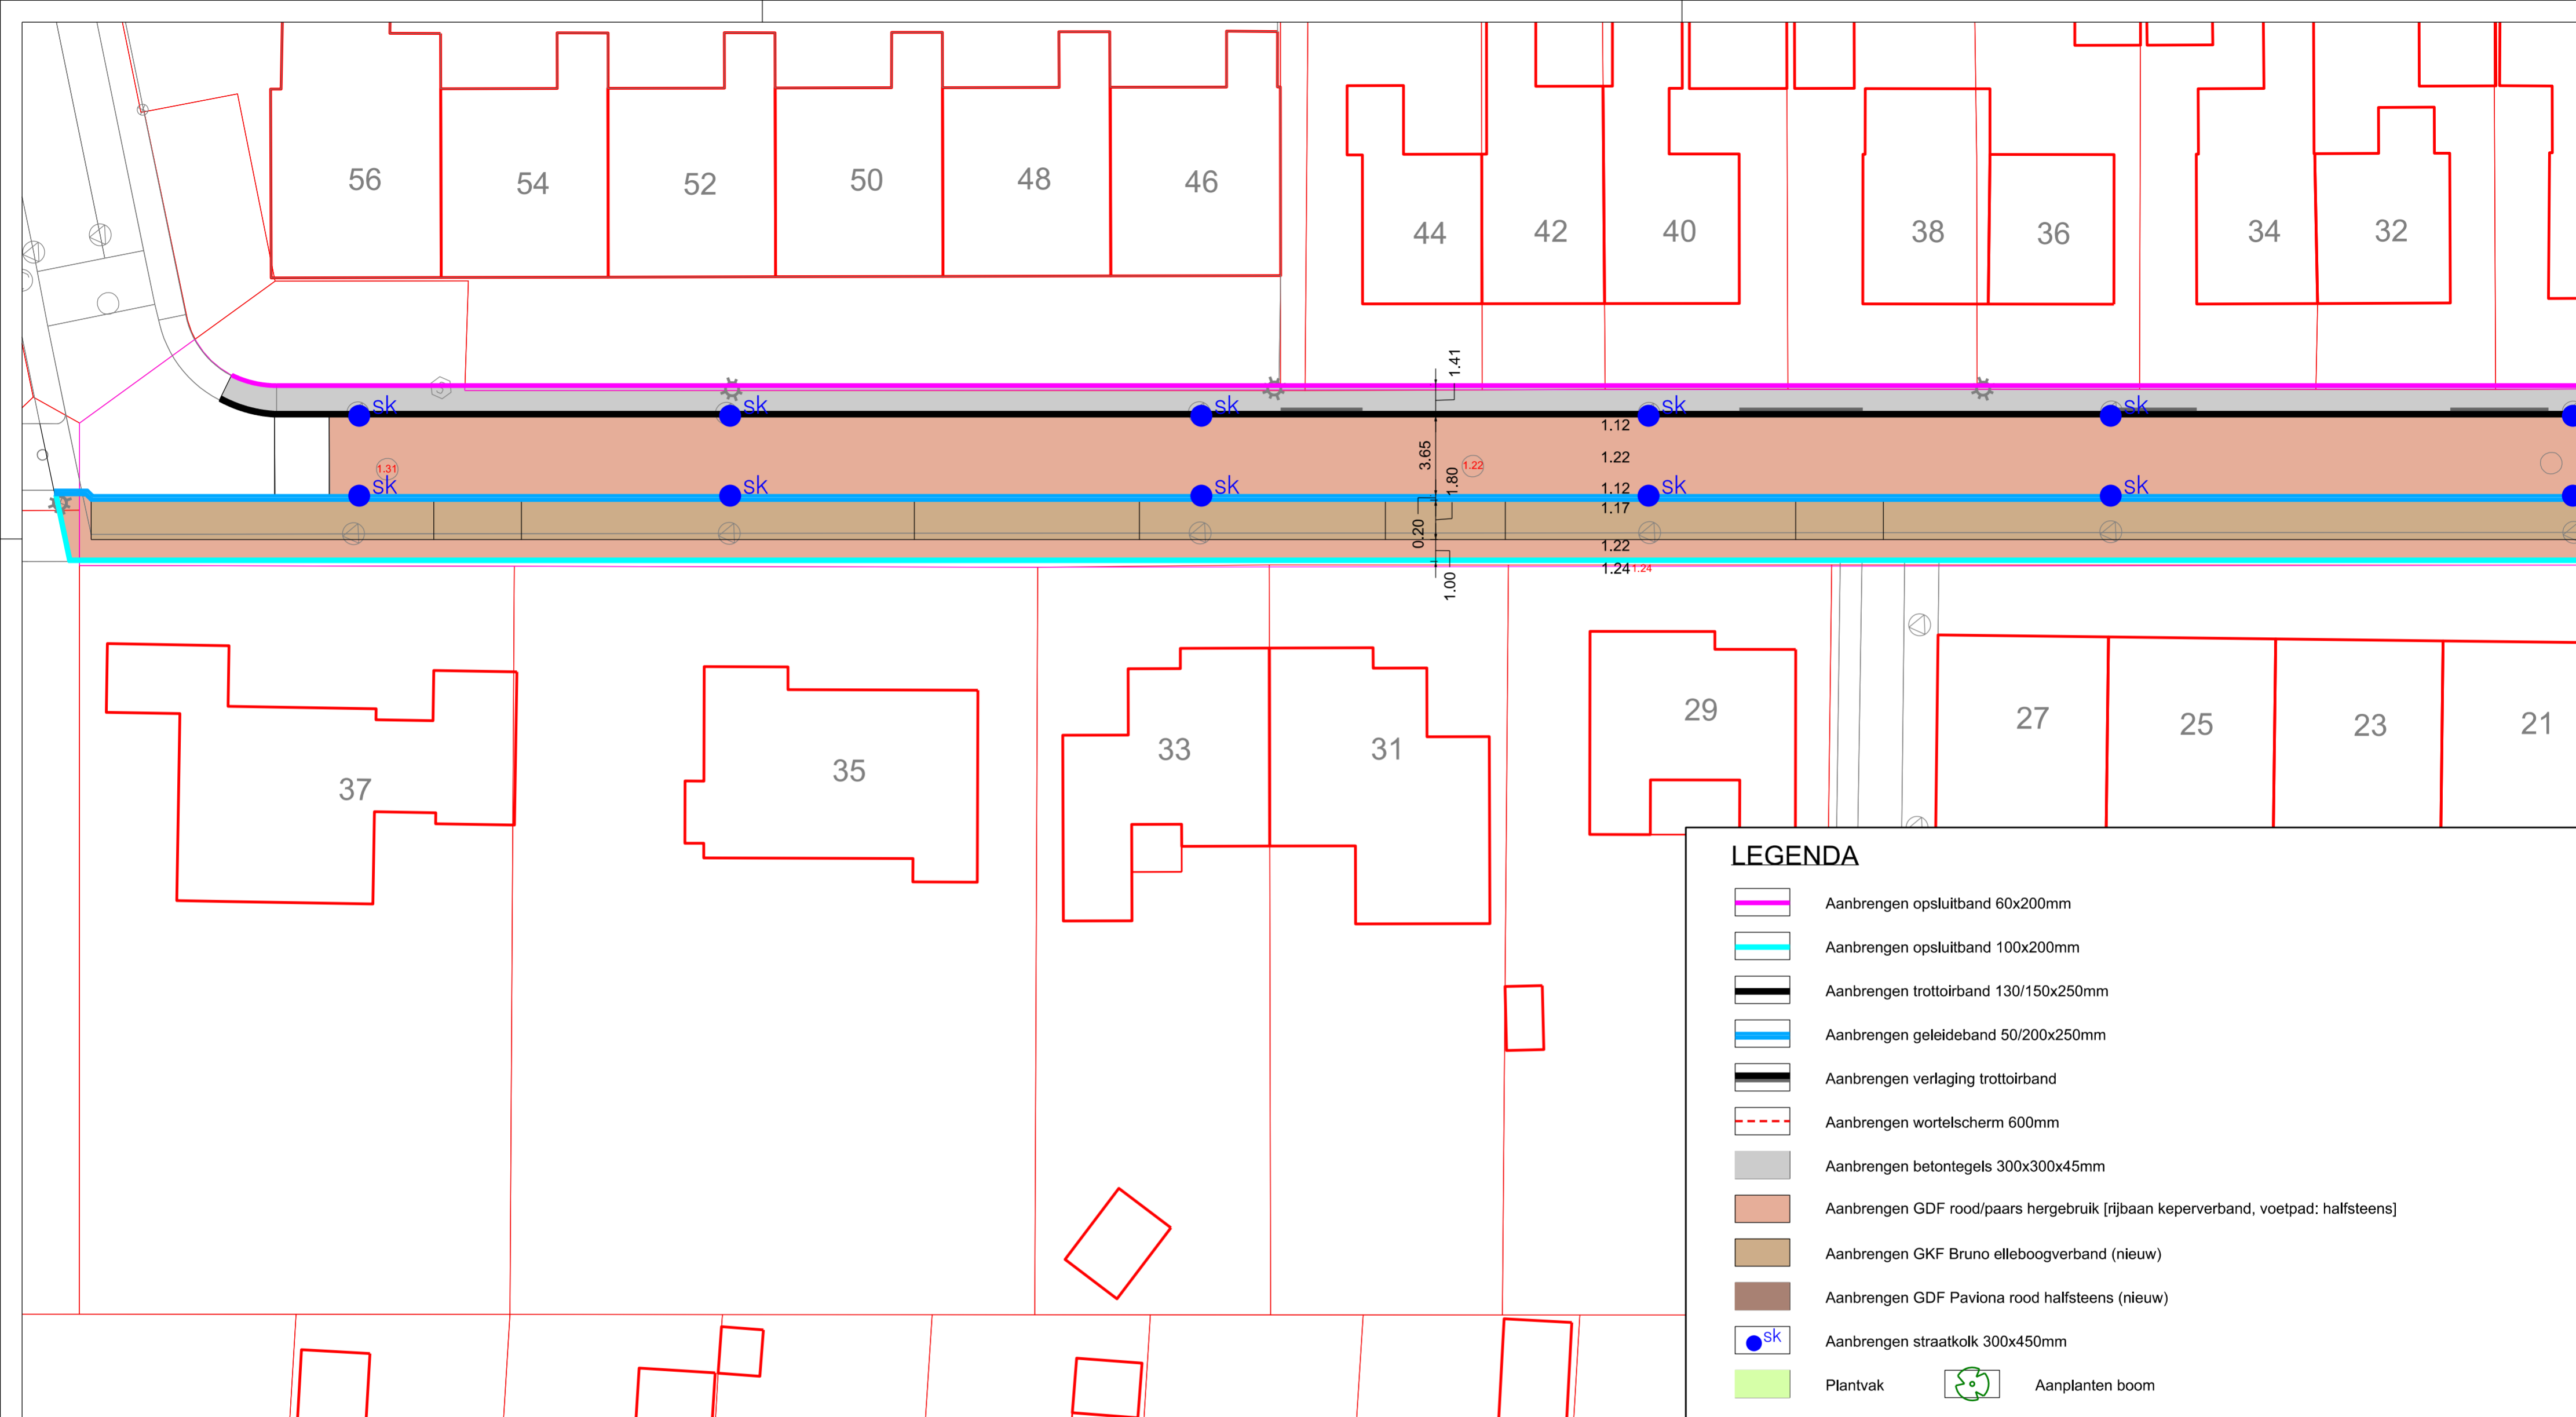 56
54
52
50
48
46
44
42
40
38
36
34
32
1.41
sk
sk
sk
sk
sk
1.12
3.65
1.22
1.31
1.22
1.80
1.12
sk
sk
sk
sk
sk
1.17
0.20
1.22
1.24 1.24
1.00
37
35
33
31
29
27
25
23
21
LEGENDA
Aanbrengen opsluitband 60x200mm
Aanbrengen opsluitband 100x200mm
Aanbrengen trottoirband 130/150x250mm
Aanbrengen geleideband 50/200x250mm
Aanbrengen verlaging trottoirband
Aanbrengen wortelscherm 600mm
Aanbrengen betontegels 300x300x45mm
Aanbrengen GDF rood/paars hergebruik [rijbaan keperverband, voetpad: halfsteens]
Aanbrengen GKF Bruno elleboogverband (nieuw)
Aanbrengen GDF Paviona rood halfsteens (nieuw)
sk Aanbrengen straatkolk 300x450mm
Plantvak Aanplanten boom